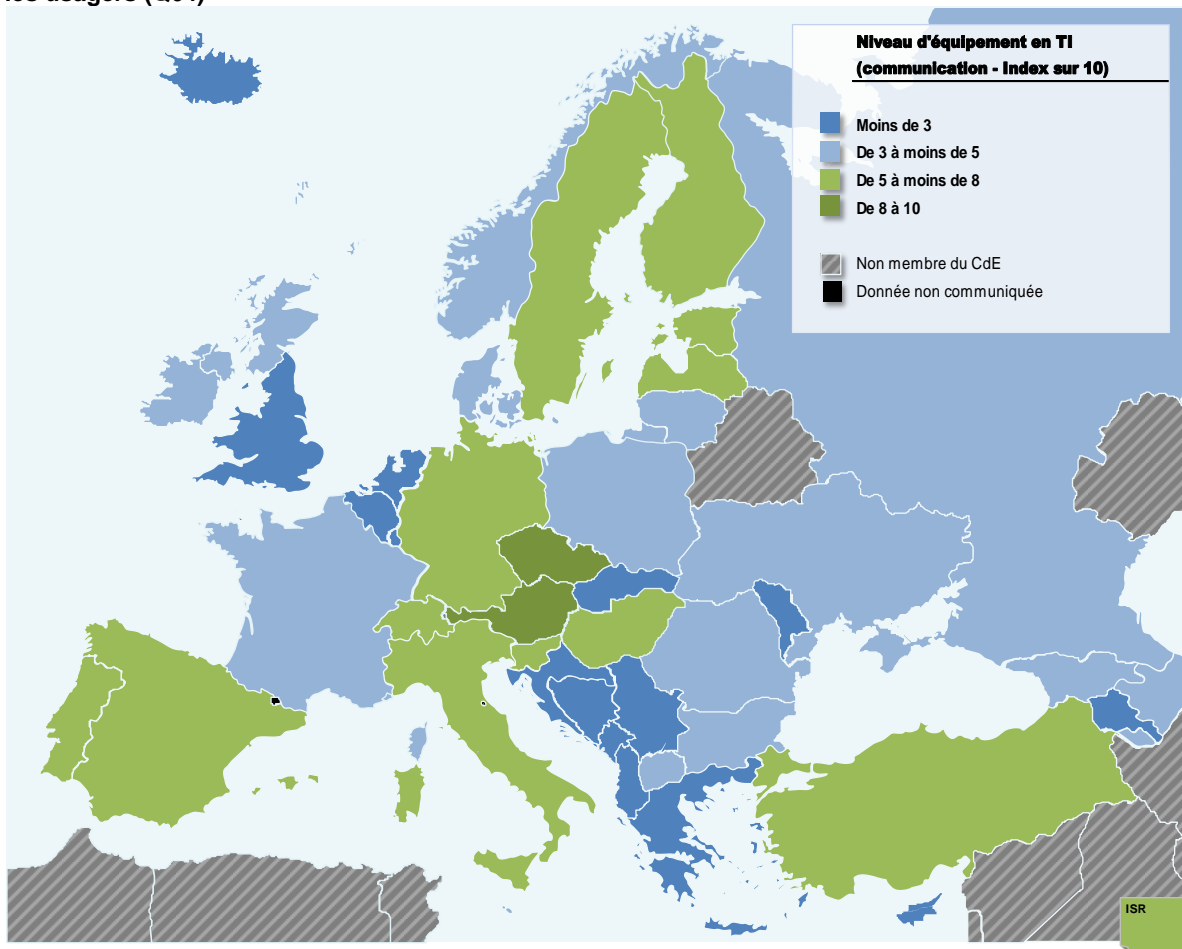 Niveau d'équipement en TI
(communication - Index sur 10)
Moins de 3
De 3 à moins de 5
De 5 à moins de 8
De 8 à 10
Non membre du CdE
Donnée non communiquée
ISR